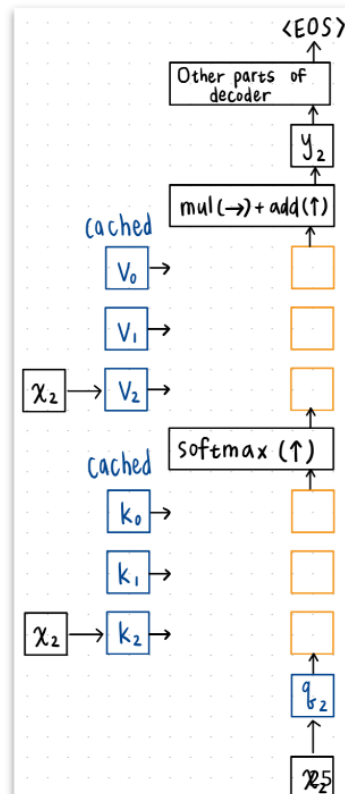 <EOS>
Other parts of
decoder
y₂
mul(→)+add(↑)
cached
V₀
V₁
x₂ V₂
softmax (↑)
cached
k₀
k₁
x₂ k₂
q₂